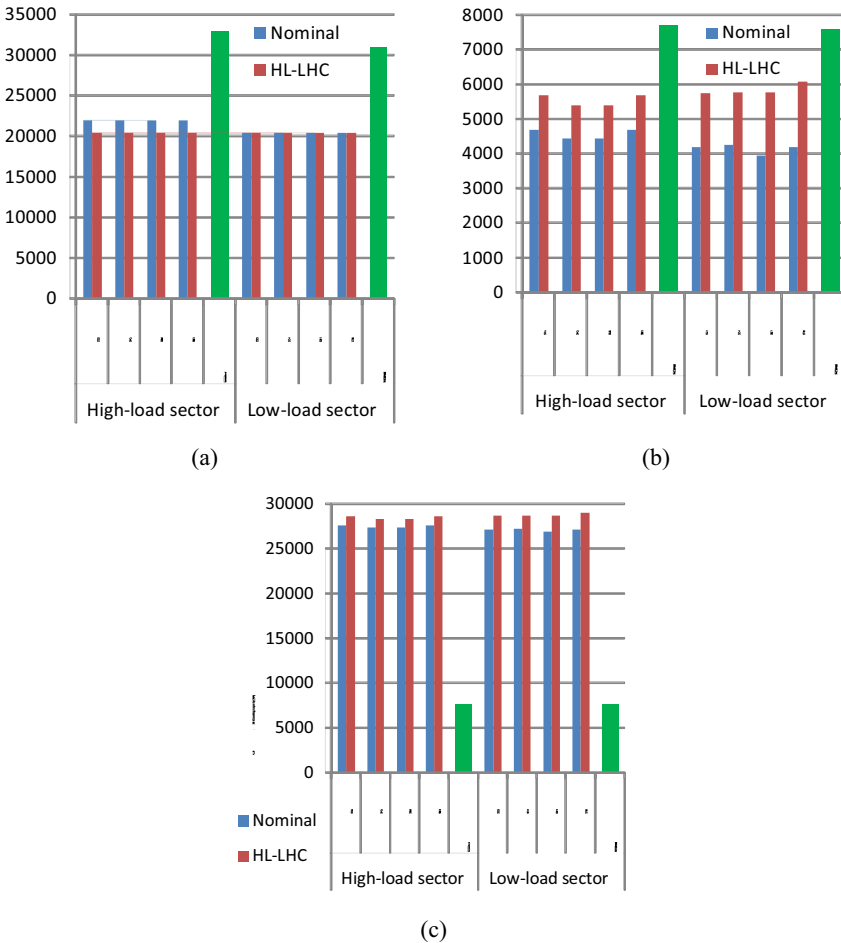 35000
30000
25000
20000
15000
10000
5000
0
Nominal
HL-LHC
High-load sector
Low-load sector
(a)
8000
7000
6000
5000
4000
3000
2000
1000
0
Nominal
HL-LHC
High-load sector
Low-load sector
(b)
30000
25000
20000
15000
10000
5000
0
Nominal
HL-LHC
High-load sector
Low-load sector
(c)